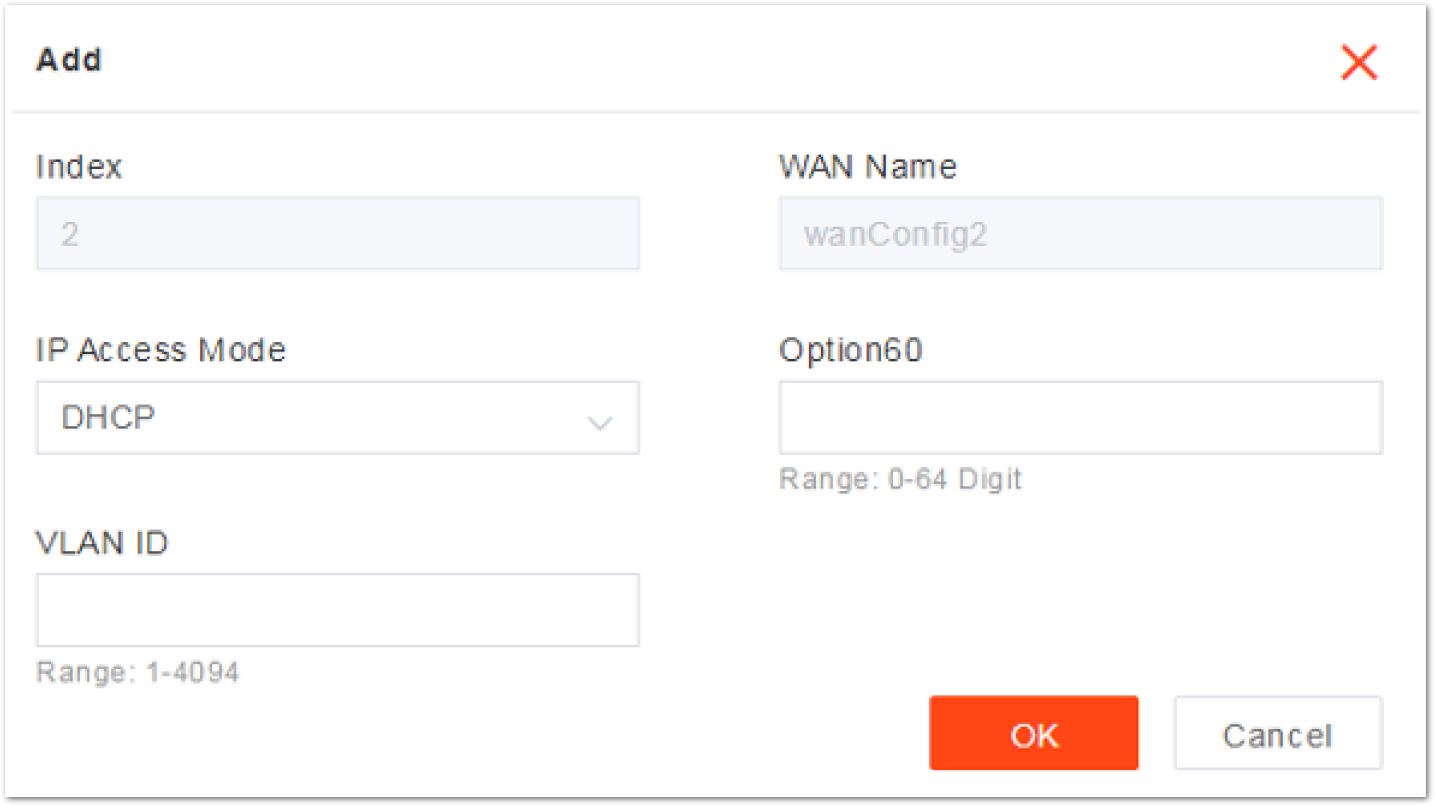 Add
Index
WAN Name
2
wanConfig2
IP Access Mode
Option60
DHCP
Range: 0-64 Digit
VLAN ID
Range: 1-4094
OK
Cancel